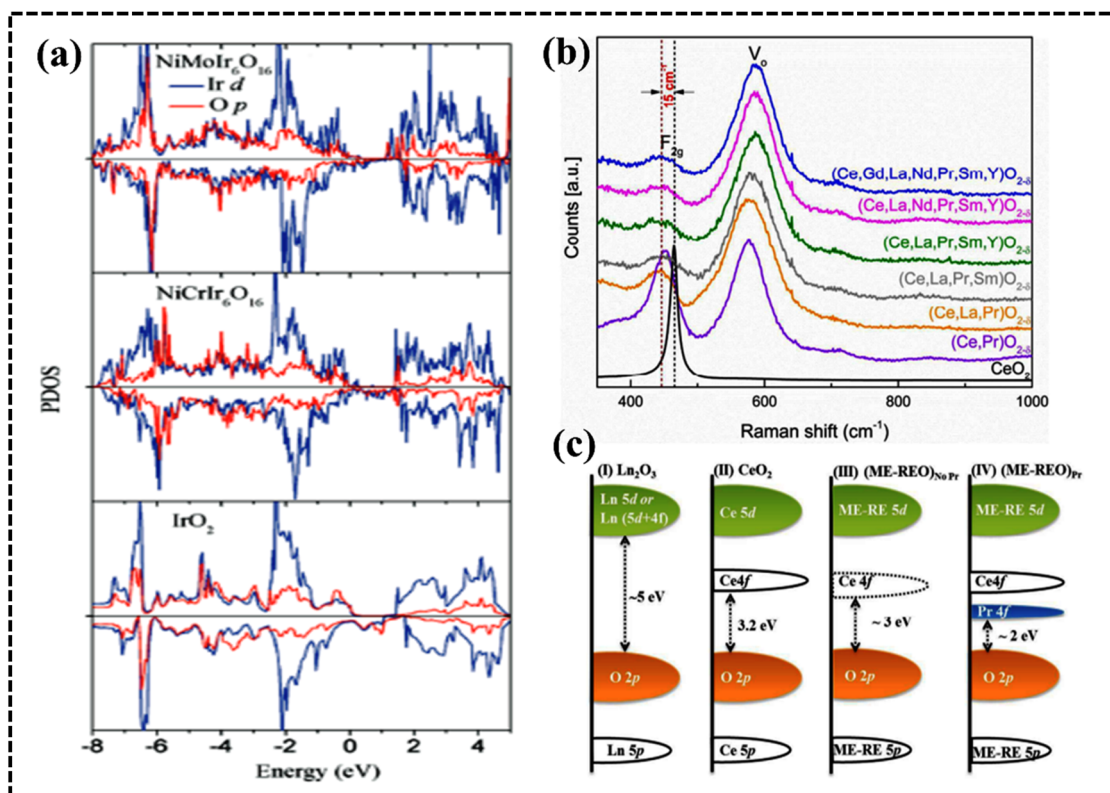 (a)
NiMoIr₆O₁₆
Ir d
O p
NiCrIr₆O₁₆
IrO₂
PDOS
-8 -6 -4 -2 0 2 4
Energy (eV)
(b)
V₀
15 cm⁻¹
F₂g
(Ce,Gd,La,Nd,Pr,Sm,Y)O₂₋δ
(Ce,La,Nd,Pr,Sm,Y)O₂₋δ
(Ce,La,Pr,Sm,Y)O₂₋δ
(Ce,La,Pr,Sm)O₂₋δ
(Ce,La,Pr)O₂₋δ
(Ce,Pr)O₂₋δ
CeO₂
Counts [a.u.]
400 600 800 1000
Raman shift (cm⁻¹)
(c)
(I) Ln₂O₃
Ln 5d or
Ln (5d+4f)
~5 eV
O 2p
Ln 5p
(II) CeO₂
Ce 5d
Ce4f
3.2 eV
O 2p
Ce 5p
(III) (ME-REO)No Pr
ME-RE 5d
Ce 4f
~ 3 eV
O 2p
ME-RE 5p
(IV) (ME-REO)Pr
ME-RE 5d
Ce4f
Pr 4f
~ 2 eV
O 2p
ME-RE 5p